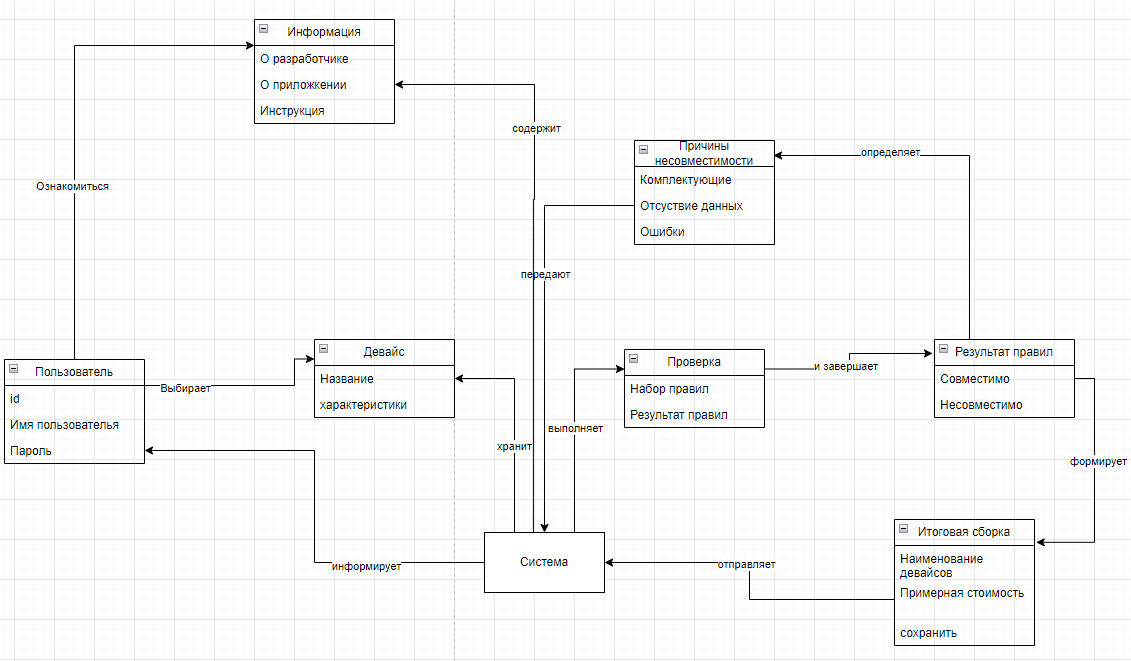 Информация
О разработчике
О приложкении
Инструкция
содержит
Причины
несовместимости
Комплектующие
Отсуствие данных
Ошибки
определяет
Ознакомиться
передают
Пользователь
id
Имя пользователья
Пароль
Выбирает
Девайс
Название
характеристики
хранит
Проверка
Набор правил
Результат правил
выполняет
и завершает
Результат правил
Совместимо
Несовместимо
формирует
Итоговая сборка
Наименование
девайсов
Примерная стоимость
сохранить
отправляет
Система
информирует